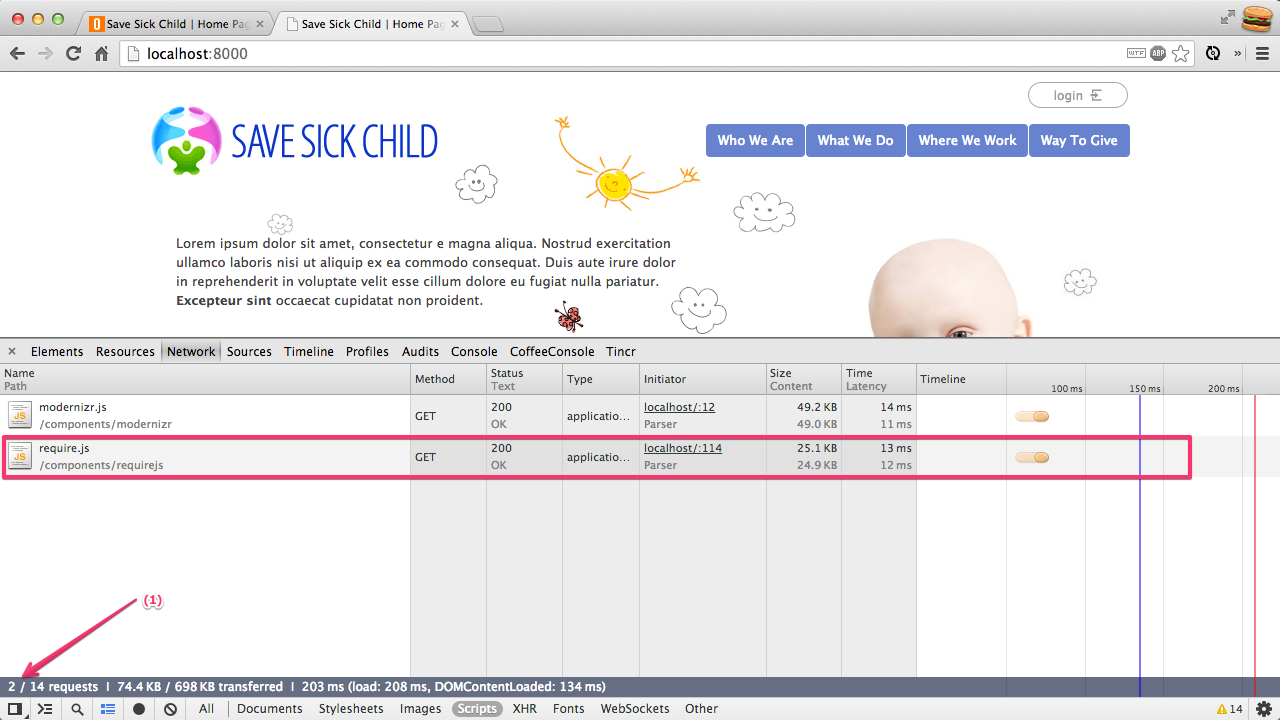 Save Sick Child | Home Pag
Save Sick Child | Home Pag
localhost:8000
WTF ABP
login
SAVE SICK CHILD
Who We Are What We Do Where We Work Way To Give
Lorem ipsum dolor sit amet, consectetur e magna aliqua. Nostrud exercitation
ullamco laboris nisi ut aliquip ex ea commodo consequat. Duis aute irure dolor
in reprehenderit in voluptate velit esse cillum dolore eu fugiat nulla pariatur.
Excepteur sint occaecat cupidatat non proident.
× Elements Resources Network Sources Timeline Profiles Audits Console CoffeeConsole Tincr
Name Method Status Type Initiator Size Time Timeline
Path Text Content Latency 100 ms 150 ms 200 ms
JS modernizr.js GET 200 applicatio... localhost/:12 49.2 KB 14 ms
/components/modernizr OK Parser 49.0 KB 11 ms
JS require.js GET 200 applicatio... localhost/:114 25.1 KB 13 ms
/components/requirejs OK Parser 24.9 KB 12 ms
(1)
2 / 14 requests | 74.4 KB / 698 KB transferred | 203 ms (load: 208 ms, DOMContentLoaded: 134 ms)
All Documents Stylesheets Images Scripts XHR Fonts WebSockets Other 14